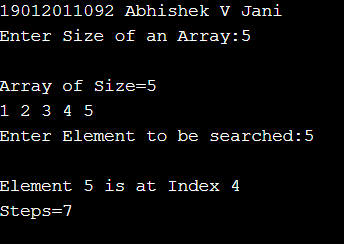 19012011092 Abhishek V Jani
Enter Size of an Array:5
Array of Size=5
1 2 3 4 5
Enter Element to be searched:5
Element 5 is at Index 4
Steps=7